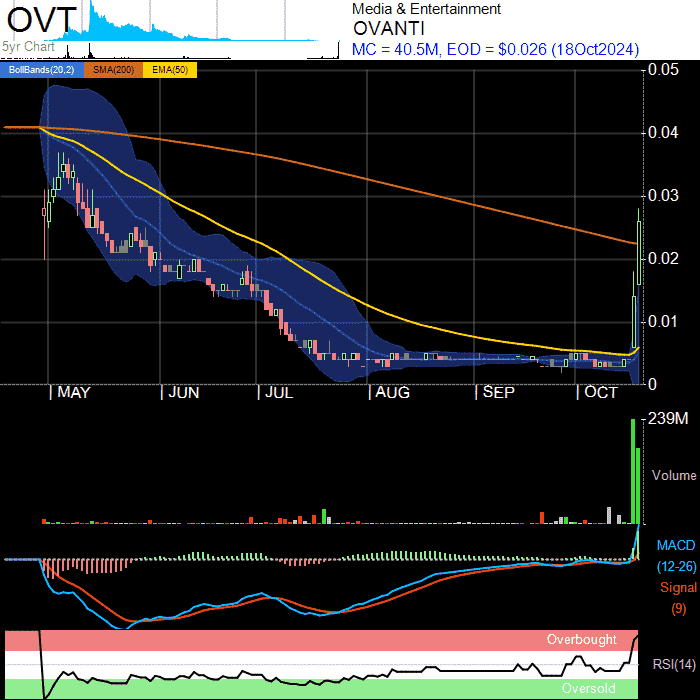 OVT
5yr Chart
Media & Entertainment
OVANTI
MC = 40.5M, EOD = $0.026 (18Oct2024)
BollBands(20,2) SMA(200) EMA(50)
0.05
0.04
0.03
0.02
0.01
0
MAY JUN JUL AUG SEP OCT
239M
Volume
MACD
(12-26)
Signal
(9)
Overbought
RSI(14)
Oversold